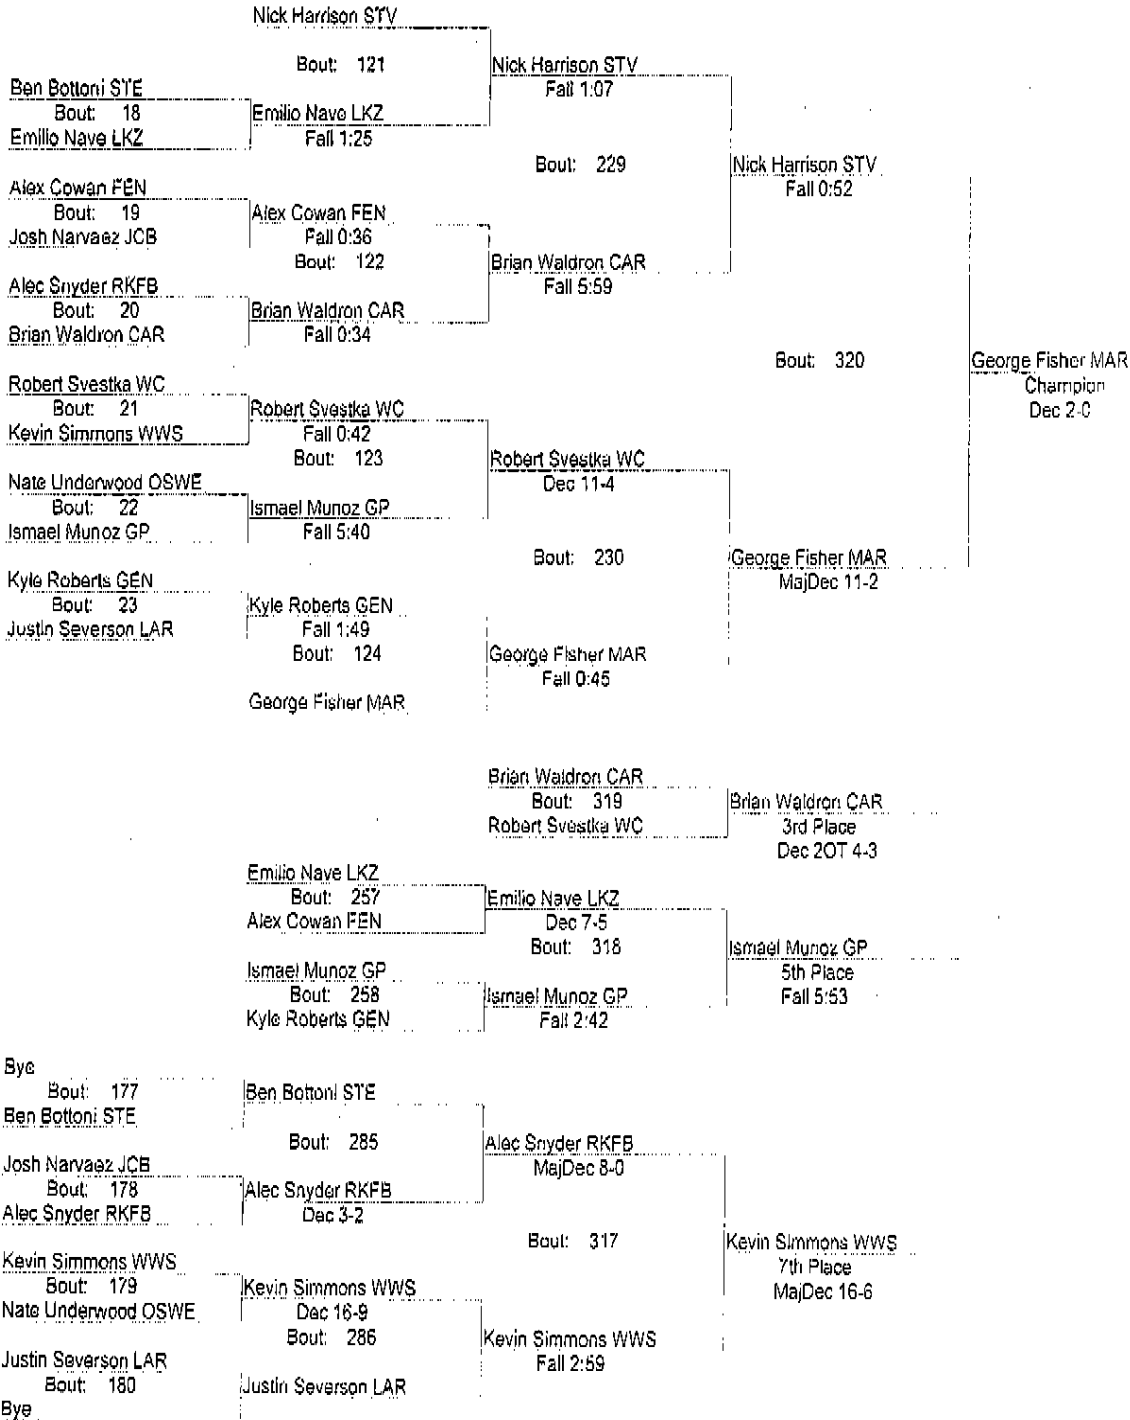 Nick Harrison STV
Bout: 121
Nick Harrison STV
Fall 1:07
Ben Bottoni STE
Bout: 18
Emilio Nave LKZ
Emilio Nave LKZ
Fall 1:25
Bout: 229
Nick Harrison STV
Fall 0:52
Alex Cowan FEN
Bout: 19
Josh Narvaez JCB
Alex Cowan FEN
Fall 0:36
Bout: 122
Brian Waldron CAR
Fall 5:59
Alec Snyder RKFB
Bout: 20
Brian Waldron CAR
Brian Waldron CAR
Fall 0:34
Bout: 320
George Fisher MAR
Champion
Dec 2-0
Robert Svestka WC
Bout: 21
Kevin Simmons WWS
Robert Svestka WC
Fall 0:42
Bout: 123
Robert Svestka WC
Dec 11-4
Nate Underwood OSWE
Bout: 22
Ismael Munoz GP
Ismael Munoz GP
Fall 5:40
Bout: 230
George Fisher MAR
MajDec 11-2
Kyle Roberts GEN
Bout: 23
Justin Severson LAR
Kyle Roberts GEN
Fall 1:49
Bout: 124
George Fisher MAR
Fall 0:45
George Fisher MAR
Brian Waldron CAR
Bout: 319
Robert Svestka WC
Brian Waldron CAR
3rd Place
Dec 2OT 4-3
Emilio Nave LKZ
Bout: 257
Alex Cowan FEN
Emilio Nave LKZ
Dec 7-5
Bout: 318
Ismael Munoz GP
5th Place
Fall 5:53
Ismael Munoz GP
Bout: 258
Kyle Roberts GEN
Ismael Munoz GP
Fall 2:42
Bye
Bout: 177
Ben Bottoni STE
Ben Bottoni STE
Bout: 285
Alec Snyder RKFB
MajDec 8-0
Josh Narvaez JCB
Bout: 178
Alec Snyder RKFB
Alec Snyder RKFB
Dec 3-2
Bout: 317
Kevin Simmons WWS
7th Place
MajDec 16-6
Kevin Simmons WWS
Bout: 179
Nate Underwood OSWE
Kevin Simmons WWS
Dec 16-9
Bout: 286
Kevin Simmons WWS
Fall 2:59
Justin Severson LAR
Bout: 180
Bye
Justin Severson LAR